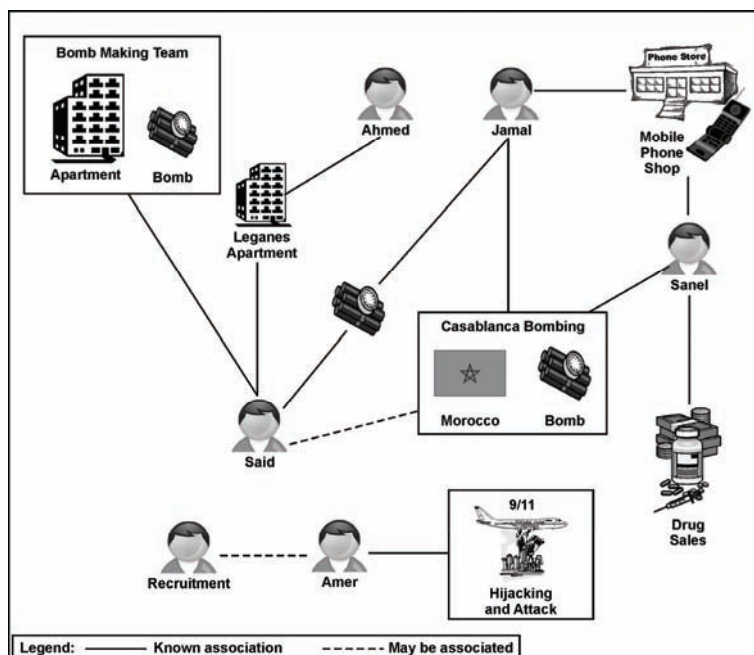 Bomb Making Team
Apartment
Bomb
Ahmed
Jamal
Phone Store
Mobile
Phone
Shop
Leganes
Apartment
Sanel
Casablanca Bombing
Morocco
Bomb
Said
Drug
Sales
9/11
Recruitment
Amer
Hijacking
and Attack
Legend: Known association May be associated